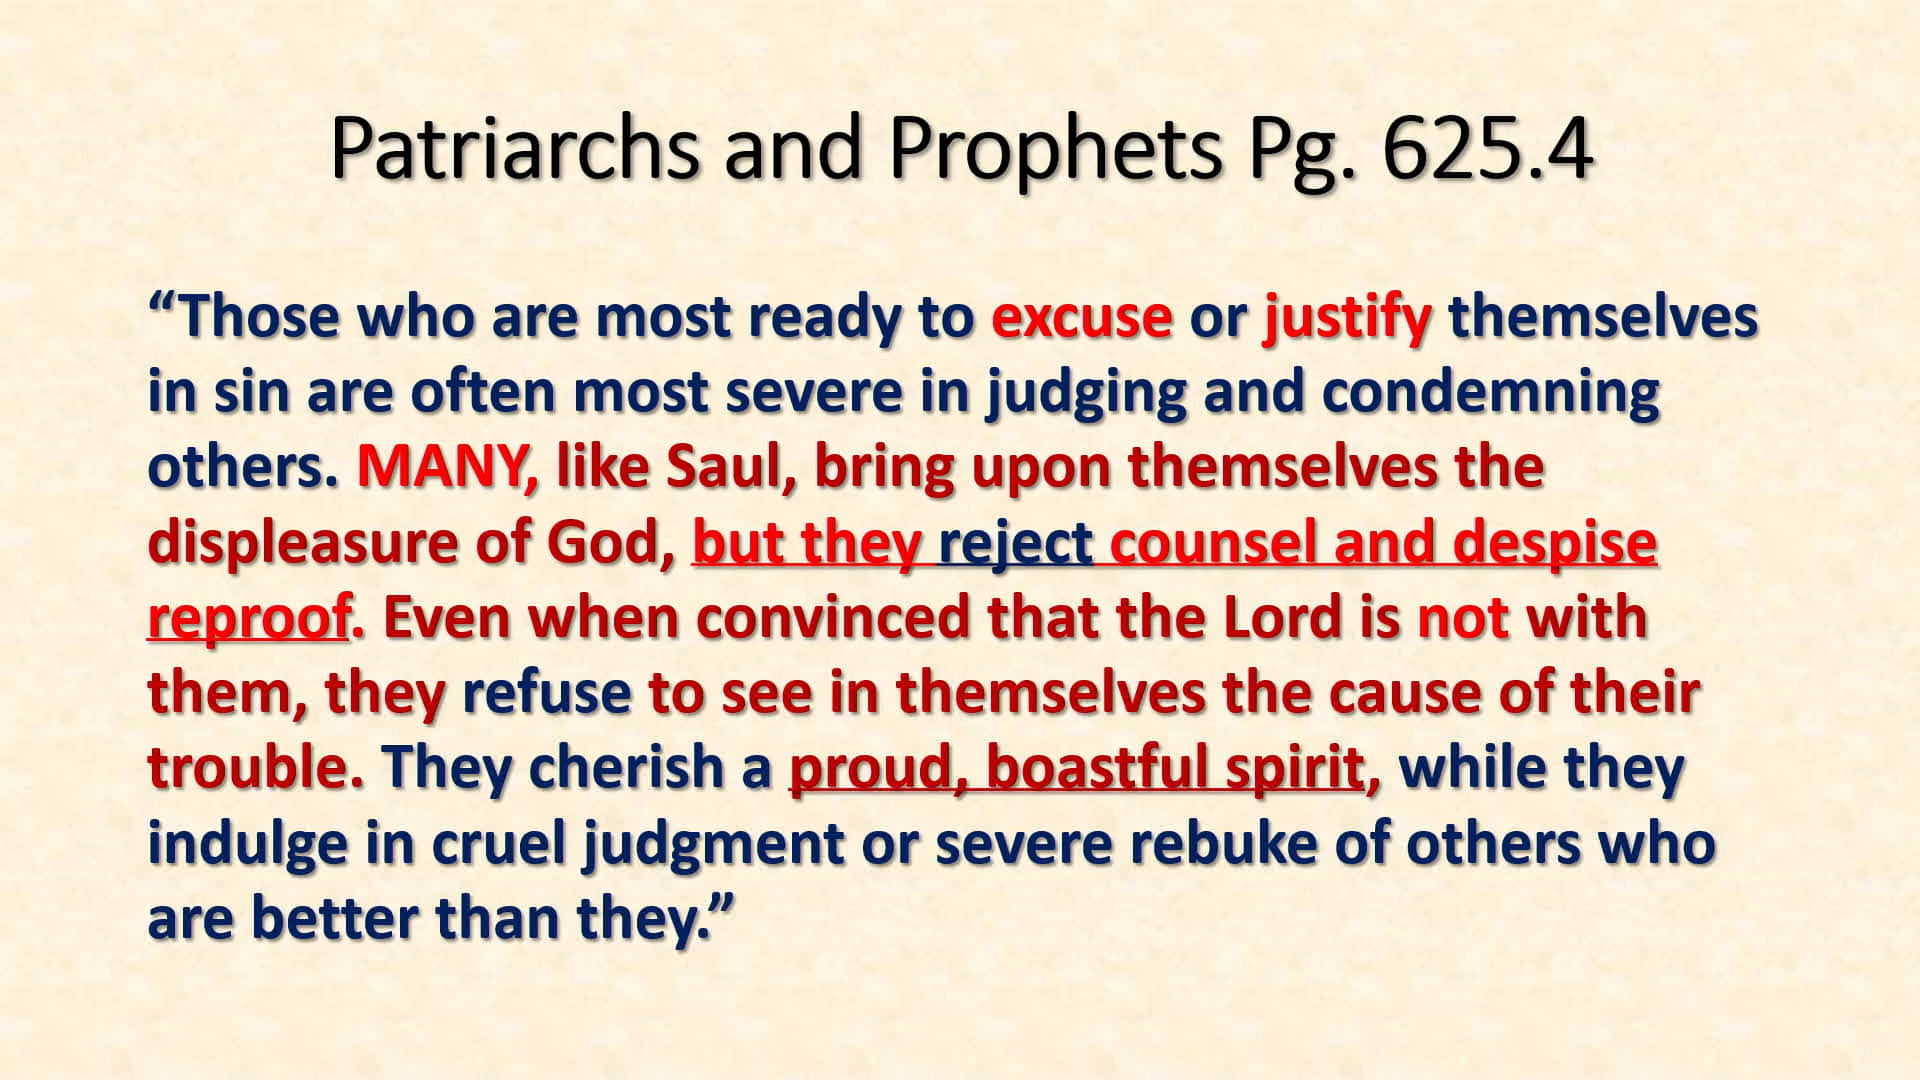 Patriarchs and Prophets Pg. 625.4
“Those who are most ready to excuse or justify themselves
in sin are often most severe in judging and condemning
others. MANY, like Saul, bring upon themselves the
displeasure of God, but they reject counsel and despise
reproof. Even when convinced that the Lord is not with
them, they refuse to see in themselves the cause of their
trouble. They cherish a proud, boastful spirit, while they
indulge in cruel judgment or severe rebuke of others who
are better than they.”